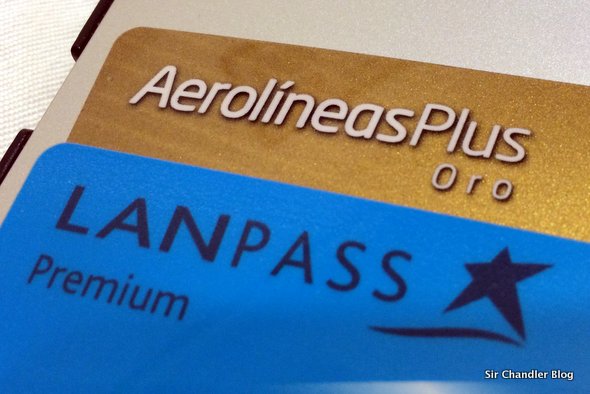 AerolíneasPlus
Oro
LANPASS
Premium
Sir Chandler Blog